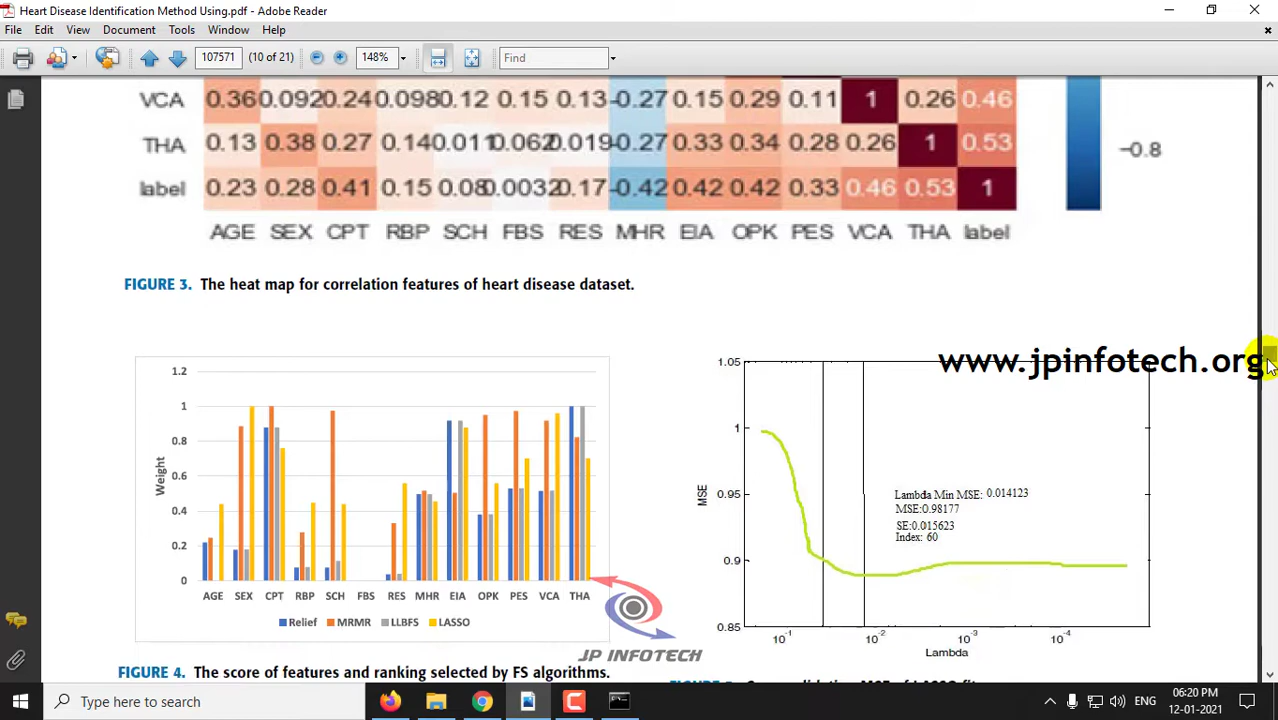 Heart Disease Identification Method Using.pdf - Adobe Reader
File Edit View Document Tools Window Help
107571 (10 of 21) 148% Find
VCA 0.36 0.092 0.24 0.098 0.12 0.15 0.13 -0.27 0.15 0.29 0.11 1 0.26 0.46
THA 0.13 0.38 0.27 0.14 0.011 0.062 0.019 -0.27 0.33 0.34 0.28 0.26 1 0.53
-0.8
label 0.23 0.28 0.41 0.15 0.08 0.0032 0.17 -0.42 0.42 0.42 0.33 0.46 0.53 1
AGE SEX CPT RBP SCH FBS RES MHR EIA OPK PES VCA THA label
FIGURE 3. The heat map for correlation features of heart disease dataset.
www.jpinfotech.org
1.2
1
0.8
0.6
0.4
0.2
0
Weight
AGE SEX CPT RBP SCH FBS RES MHR EIA OPK PES VCA THA
Relief MRMR LLBFS LASSO
1.05
1
0.95
0.9
0.85
MSE
Lambda Min MSE: 0.014123
MSE:0.98177
SE:0.015623
Index: 60
10-1 10-2 10-3 10-4
Lambda
JP INFOTECH
FIGURE 4. The score of features and ranking selected by FS algorithms.
Type here to search
ENG
06:20 PM
12-01-2021